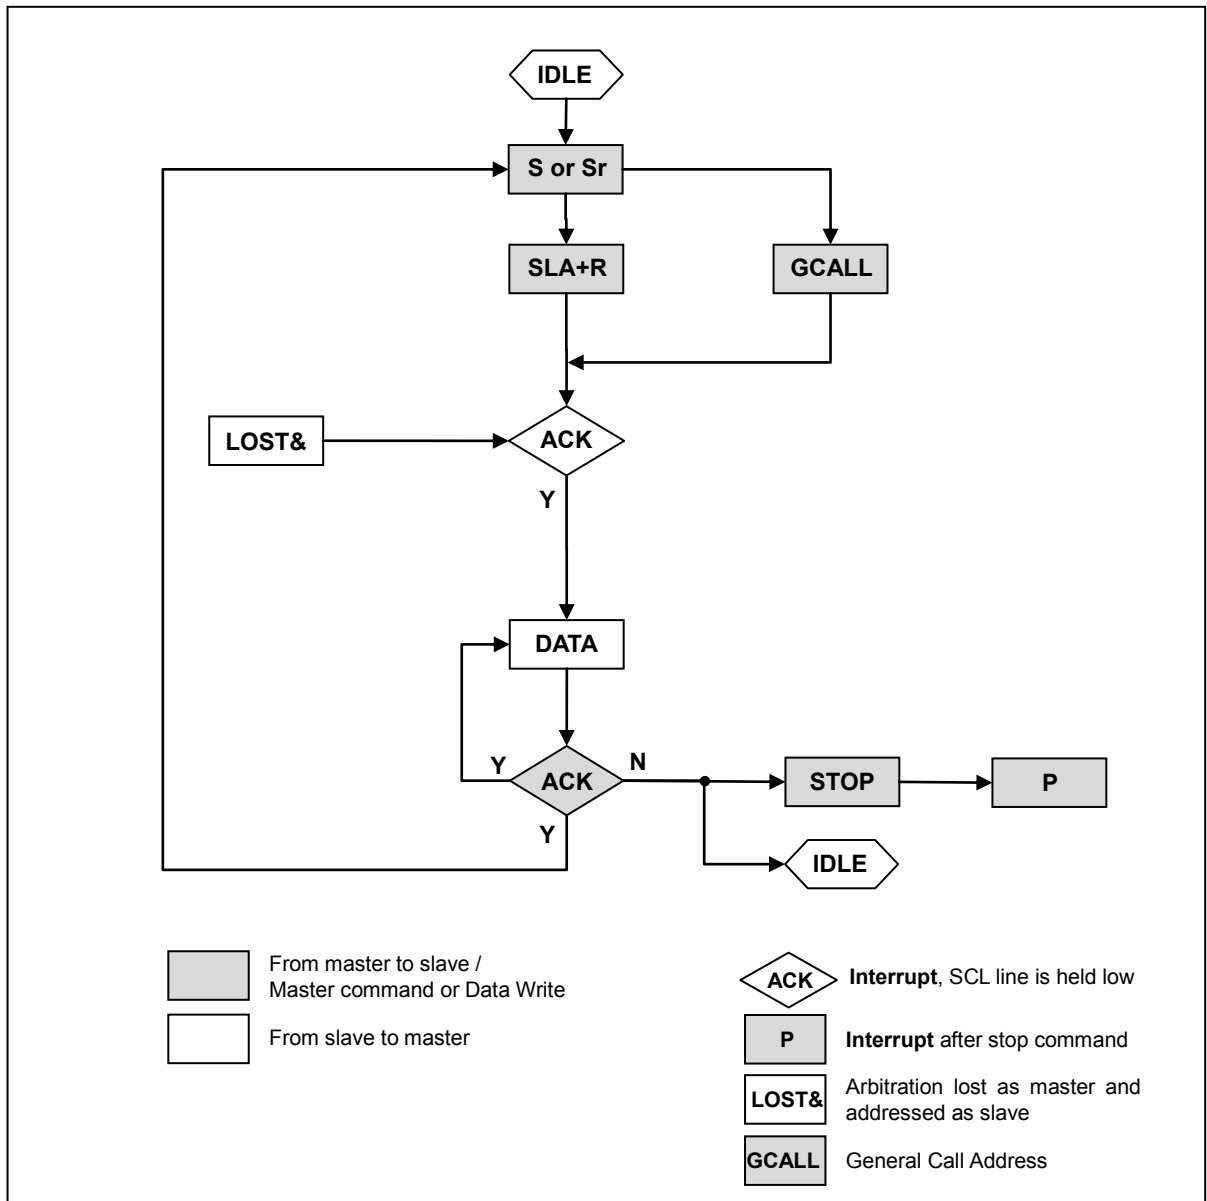 IDLE
S or Sr
SLA+R
GCALL
LOST&
ACK
Y
DATA
Y
ACK
N
STOP
P
Y
IDLE
From master to slave /
Master command or Data Write
From slave to master
ACK
Interrupt, SCL line is held low
P
Interrupt after stop command
LOST&
Arbitration lost as master and
addressed as slave
GCALL
General Call Address